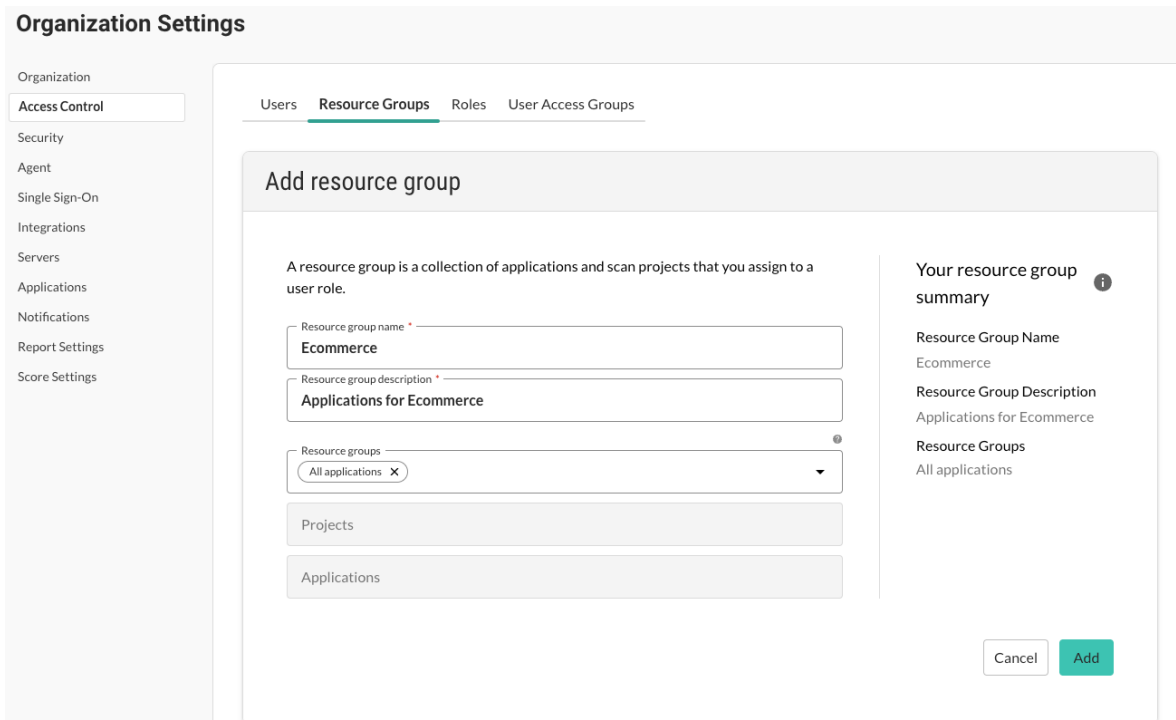 Organization Settings
Organization
Access Control
Security
Agent
Single Sign-On
Integrations
Servers
Applications
Notifications
Report Settings
Score Settings
Users Resource Groups Roles User Access Groups
Add resource group
A resource group is a collection of applications and scan projects that you assign to a
user role.
Resource group name *
Ecommerce
Resource group description *
Applications for Ecommerce
Resource groups
All applications
Projects
Applications
Your resource group
summary
Resource Group Name
Ecommerce
Resource Group Description
Applications for Ecommerce
Resource Groups
All applications
Cancel Add